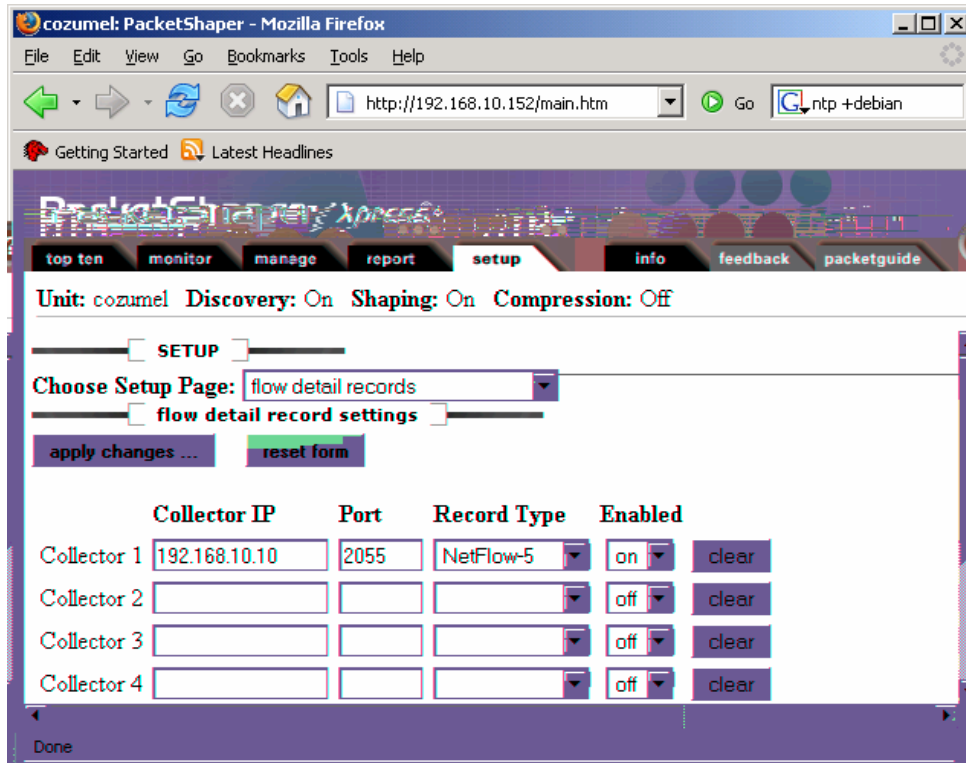 cozumel: PacketShaper - Mozilla Firefox
File Edit View Go Bookmarks Tools Help
http://192.168.10.152/main.htm Go ntp +debian
Getting Started Latest Headlines
PacketShaper Xpress
top ten monitor manage report setup info feedback packetguide
Unit: cozumel Discovery: On Shaping: On Compression: Off
SETUP
Choose Setup Page: flow detail records
flow detail record settings
apply changes ... reset form
Collector IP Port Record Type Enabled
Collector 1 192.168.10.10 2055 NetFlow-5 on clear
Collector 2 off clear
Collector 3 off clear
Collector 4 off clear
Done